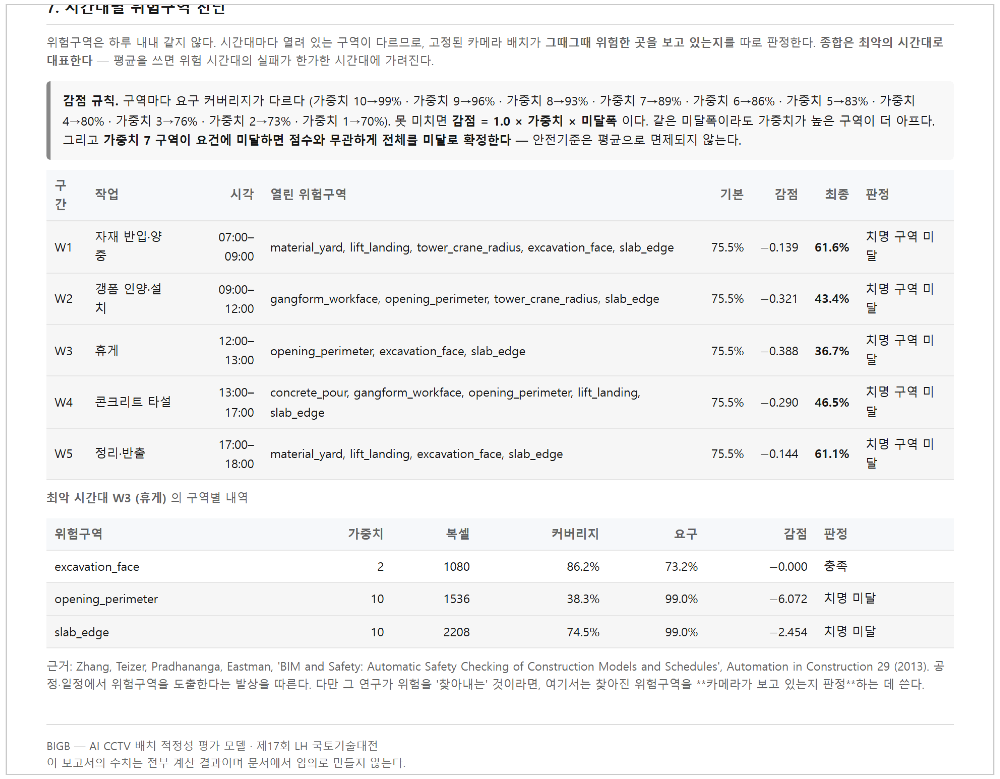 7. 시간대별 위험구역 진단
위험구역은 하루 내내 같지 않다. 시간대마다 열려 있는 구역이 다르므로, 고정된 카메라 배치가 그때그때 위험한 곳을 보고 있는지를 따로 판정한다. 종합은 최악의 시간대로
대표한다 — 평균을 쓰면 위험 시간대의 실패가 한가한 시간대에 가려진다.
감점 규칙. 구역마다 요구 커버리지가 다르다 (가중치 10→99% · 가중치 9→96% · 가중치 8→93% · 가중치 7→89% · 가중치 6→86% · 가중치 5→83% · 가중치
4→80% · 가중치 3→76% · 가중치 2→73% · 가중치 1→70%). 못 미치면 감점 = 1.0 × 가중치 × 미달폭 이다. 같은 미달폭이라도 가중치가 높은 구역이 더 아프다.
그리고 가중치 7 구역이 요건에 미달하면 점수와 무관하게 전체를 미달로 확정한다 — 안전기준은 평균으로 면제되지 않는다.
구간 작업 시각 열린 위험구역 기본 감점 최종 판정
W1 자재 반입·양중 07:00–09:00 material_yard, lift_landing, tower_crane_radius, excavation_face, slab_edge 75.5% −0.139 61.6% 치명 구역 미달
W2 갱폼 인양·설치 09:00–12:00 gangform_workface, opening_perimeter, tower_crane_radius, slab_edge 75.5% −0.321 43.4% 치명 구역 미달
W3 휴게 12:00–13:00 opening_perimeter, excavation_face, slab_edge 75.5% −0.388 36.7% 치명 구역 미달
W4 콘크리트 타설 13:00–17:00 concrete_pour, gangform_workface, opening_perimeter, lift_landing, slab_edge 75.5% −0.290 46.5% 치명 구역 미달
W5 정리·반출 17:00–18:00 material_yard, lift_landing, excavation_face, slab_edge 75.5% −0.144 61.1% 치명 구역 미달
최악 시간대 W3 (휴게) 의 구역별 내역
위험구역 가중치 복셀 커버리지 요구 감점 판정
excavation_face 2 1080 86.2% 73.2% −0.000 충족
opening_perimeter 10 1536 38.3% 99.0% −6.072 치명 미달
slab_edge 10 2208 74.5% 99.0% −2.454 치명 미달
근거: Zhang, Teizer, Pradhananga, Eastman, 'BIM and Safety: Automatic Safety Checking of Construction Models and Schedules', Automation in Construction 29 (2013). 공
정·일정에서 위험구역을 도출한다는 발상을 따른다. 다만 그 연구가 위험을 '찾아내는' 것이라면, 여기서는 찾아진 위험구역을 **카메라가 보고 있는지 판정**하는 데 쓴다.
BIGB — AI CCTV 배치 적정성 평가 모델 · 제17회 LH 국토기술대전
이 보고서의 수치는 전부 계산 결과이며 문서에서 임의로 만들지 않는다.